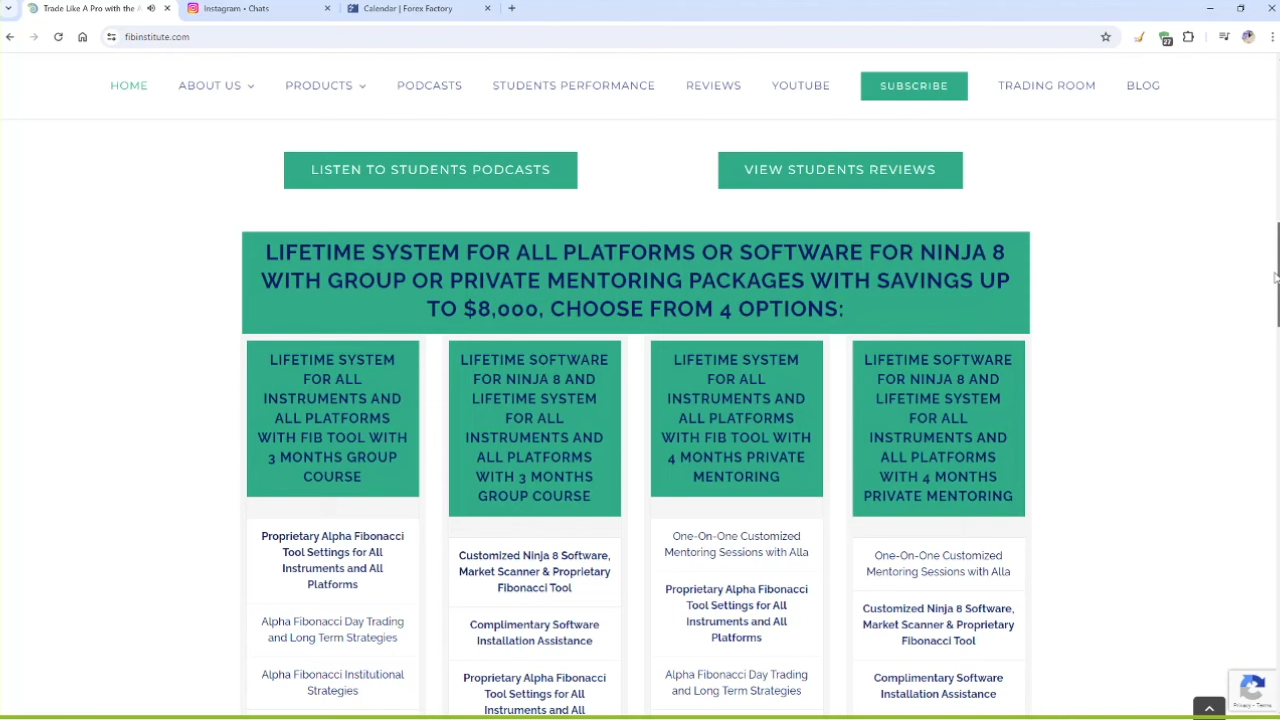 Trade Like A Pro with the
Instagram • Chats
Calendar | Forex Factory
fibinstitute.com
27
HOME
ABOUT US
PRODUCTS
PODCASTS
STUDENTS PERFORMANCE
REVIEWS
YOUTUBE
SUBSCRIBE
TRADING ROOM
BLOG
LISTEN TO STUDENTS PODCASTS
VIEW STUDENTS REVIEWS
LIFETIME SYSTEM FOR ALL PLATFORMS OR SOFTWARE FOR NINJA 8
WITH GROUP OR PRIVATE MENTORING PACKAGES WITH SAVINGS UP
TO $8,000, CHOOSE FROM 4 OPTIONS:
LIFETIME SYSTEM
FOR ALL
INSTRUMENTS AND
ALL PLATFORMS
WITH FIB TOOL WITH
3 MONTHS GROUP
COURSE
Proprietary Alpha Fibonacci
Tool Settings for All
Instruments and All
Platforms
Alpha Fibonacci Day Trading
and Long Term Strategies
Alpha Fibonacci Institutional
Strategies
LIFETIME SOFTWARE
FOR NINJA 8 AND
LIFETIME SYSTEM
FOR ALL
INSTRUMENTS AND
ALL PLATFORMS
WITH 3 MONTHS
GROUP COURSE
Customized Ninja 8 Software,
Market Scanner & Proprietary
Fibonacci Tool
Complimentary Software
Installation Assistance
Proprietary Alpha Fibonacci
Tool Settings for All
Instruments and All
LIFETIME SYSTEM
FOR ALL
INSTRUMENTS AND
ALL PLATFORMS
WITH FIB TOOL WITH
4 MONTHS PRIVATE
MENTORING
One-On-One Customized
Mentoring Sessions with Alla
Proprietary Alpha Fibonacci
Tool Settings for All
Instruments and All
Platforms
Alpha Fibonacci Day Trading
and Long Term Strategies
LIFETIME SOFTWARE
FOR NINJA 8 AND
LIFETIME SYSTEM
FOR ALL
INSTRUMENTS AND
ALL PLATFORMS
WITH 4 MONTHS
PRIVATE MENTORING
One-On-One Customized
Mentoring Sessions with Alla
Customized Ninja 8 Software,
Market Scanner & Proprietary
Fibonacci Tool
Complimentary Software
Installation Assistance
Privacy - Terms